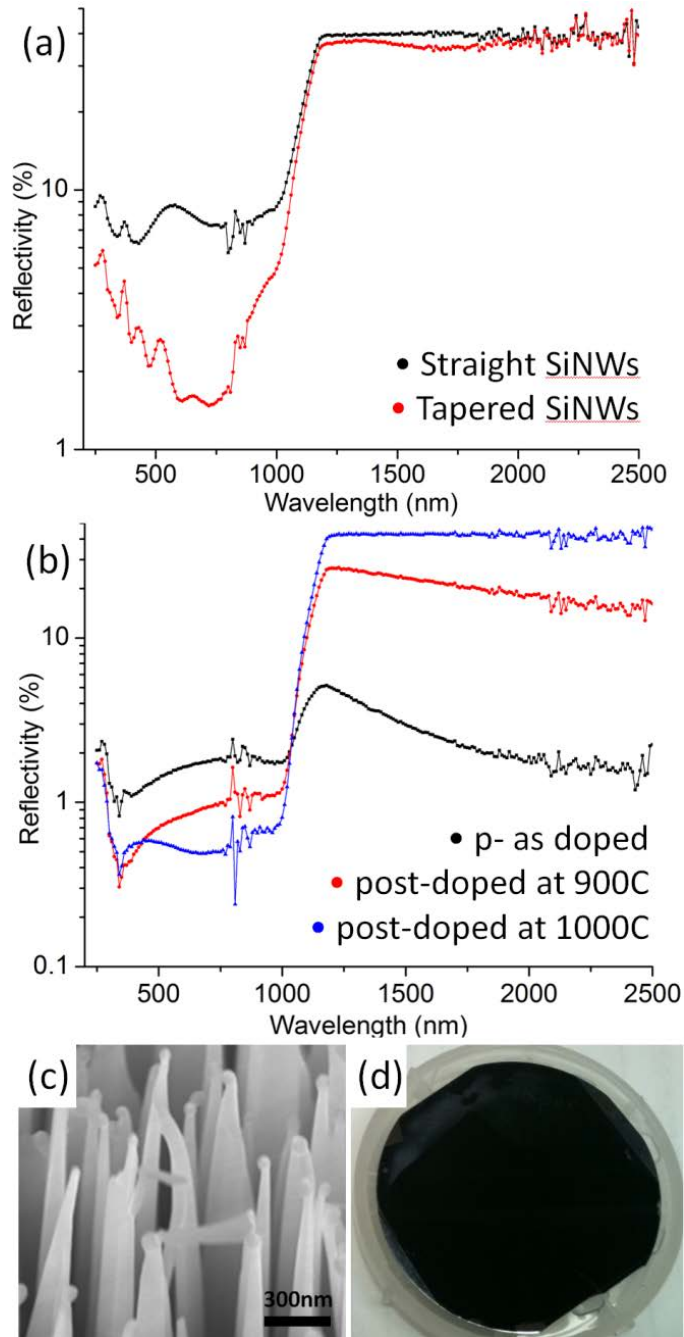 (a)
Reflectivity (%)
10
1
Straight SiNWs
Tapered SiNWs
500 1000 1500 2000 2500
Wavelength (nm)
(b)
Reflectivity (%)
10
1
0.1
p- as doped
post-doped at 900C
post-doped at 1000C
500 1000 1500 2000 2500
Wavelength (nm)
(c)
300nm
(d)